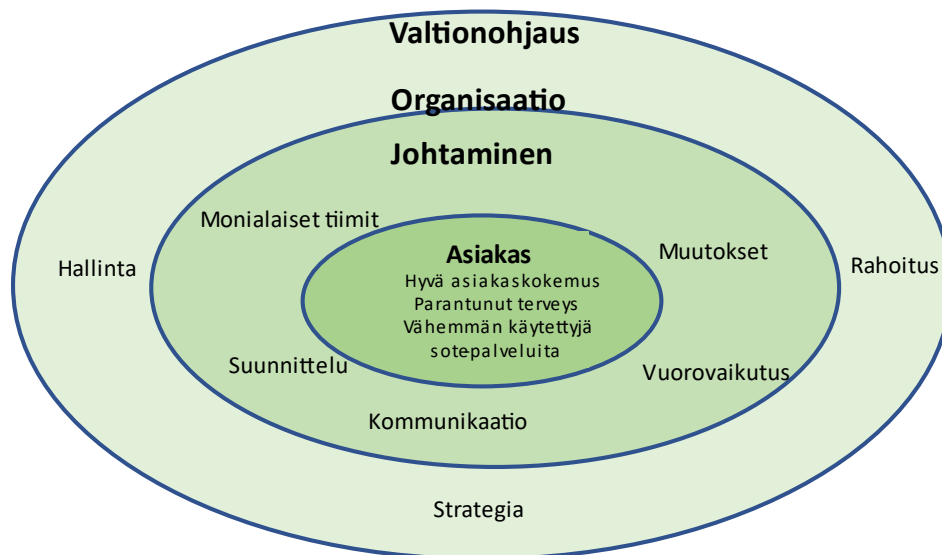 Valtionohjaus
Organisaatio
Johtaminen
Monialaiset tiimit
Hallinta
Asiakas
Hyvä asiakaskokemus
Parantunut terveys
Vähemmän käytettyjä
sotepalveluita
Muutokset
Rahoitus
Suunnittelu
Vuorovaikutus
Kommunikaatio
Strategia